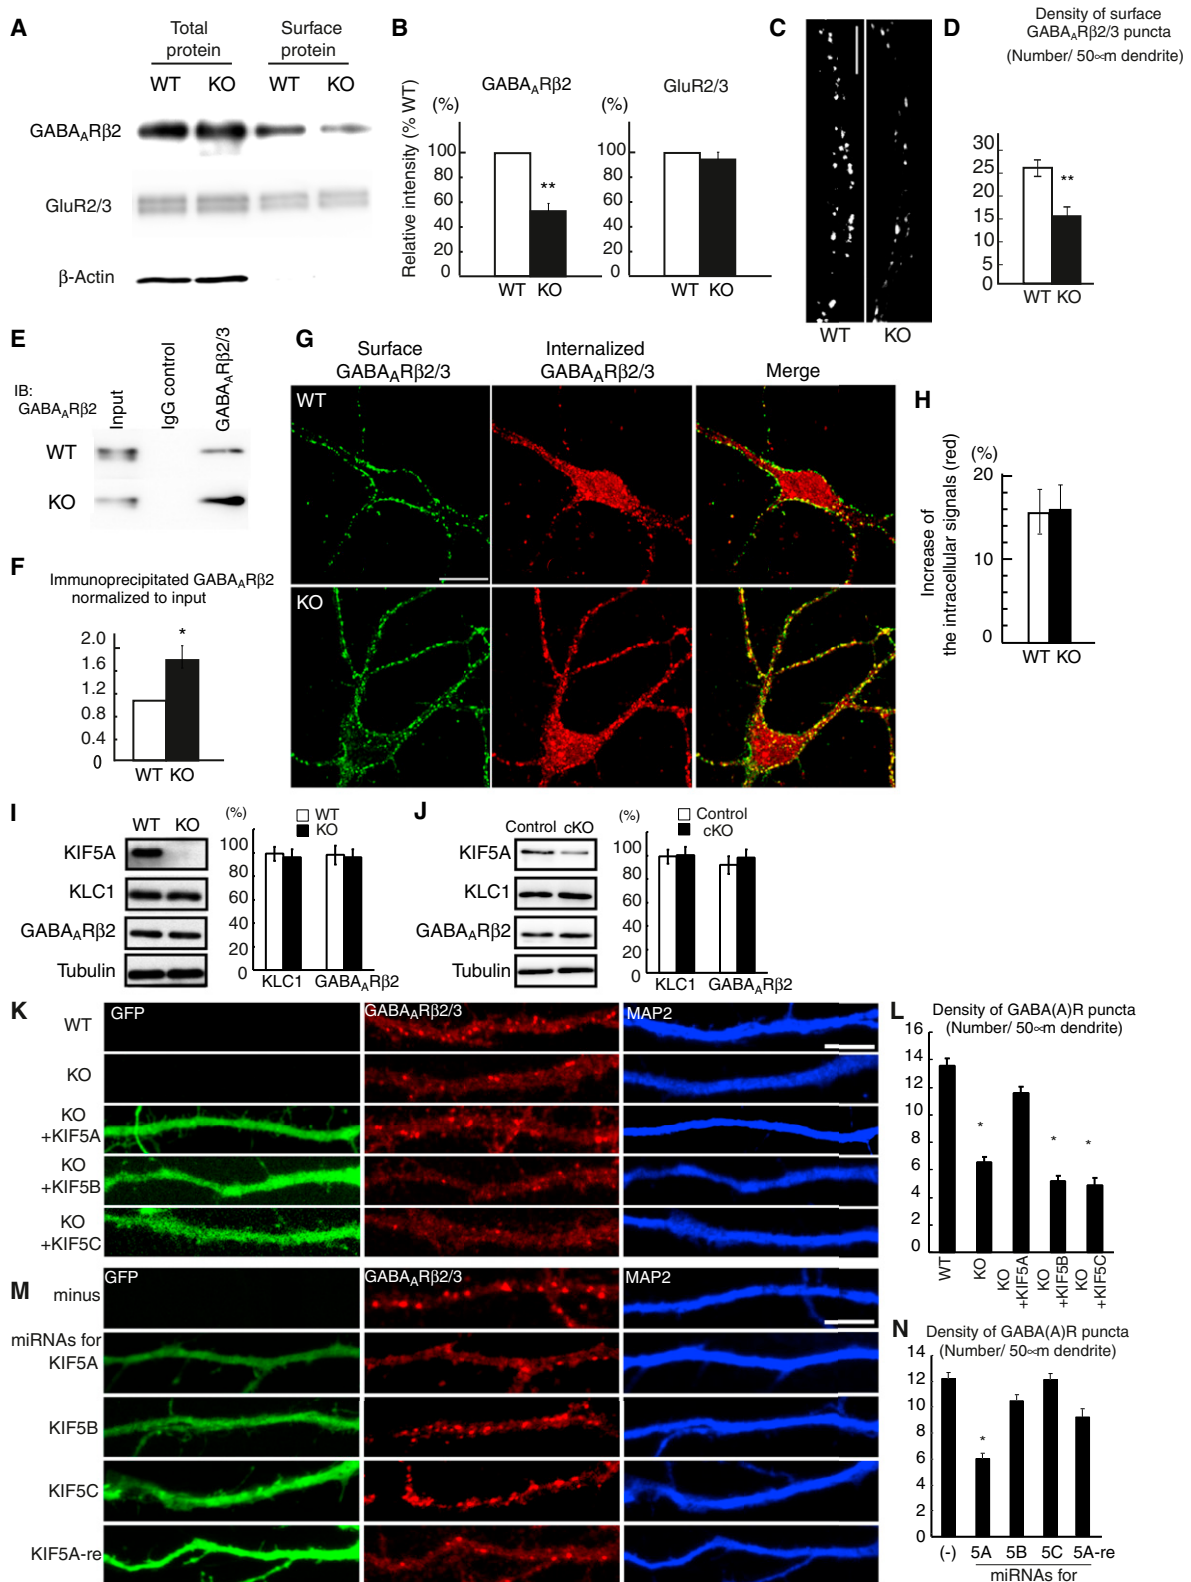 A
Total protein
Surface protein
WT KO WT KO
GABAARβ2
GluR2/3
β-Actin
B
Relative intensity (% WT)
GABAARβ2
(%)
100
80
60
40
20
0
**
WT KO
GluR2/3
(%)
100
80
60
40
20
0
WT KO
C
WT KO
D
Density of surface
GABAARβ2/3 puncta
(Number/ 50∝m dendrite)
30
25
20
15
10
5
0
**
WT KO
E
IB:
GABAARβ2
Input
IgG control
GABAARβ2/3
WT
KO
F
Immunoprecipitated GABAARβ2
normalized to input
2.0
1.6
1.2
0.8
0.4
0
*
WT KO
G
Surface
GABAARβ2/3
Internalized
GABAARβ2/3
Merge
WT
KO
H
Increase of
the intracellular signals (red)
(%)
20
10
0
WT KO
I
WT KO
KIF5A
KLC1
GABAARβ2
Tubulin
(%)
WT
KO
100
80
60
40
20
0
KLC1 GABAARβ2
J
Control cKO
KIF5A
KLC1
GABAARβ2
Tubulin
(%)
Control
cKO
100
80
60
40
20
0
KLC1 GABAARβ2
K
GFP GABAARβ2/3 MAP2
WT
KO
KO
+KIF5A
KO
+KIF5B
KO
+KIF5C
L
Density of GABA(A)R puncta
(Number/ 50∝m dendrite)
16
14
12
10
8
6
4
2
0
* * *
WT
KO
KO
+KIF5A
KO
+KIF5B
KO
+KIF5C
M
GFP GABAARβ2/3 MAP2
minus
miRNAs for
KIF5A
KIF5B
KIF5C
KIF5A-re
N
Density of GABA(A)R puncta
(Number/ 50∝m dendrite)
14
12
10
8
6
4
2
0
*
(-) 5A 5B 5C 5A-re
miRNAs for